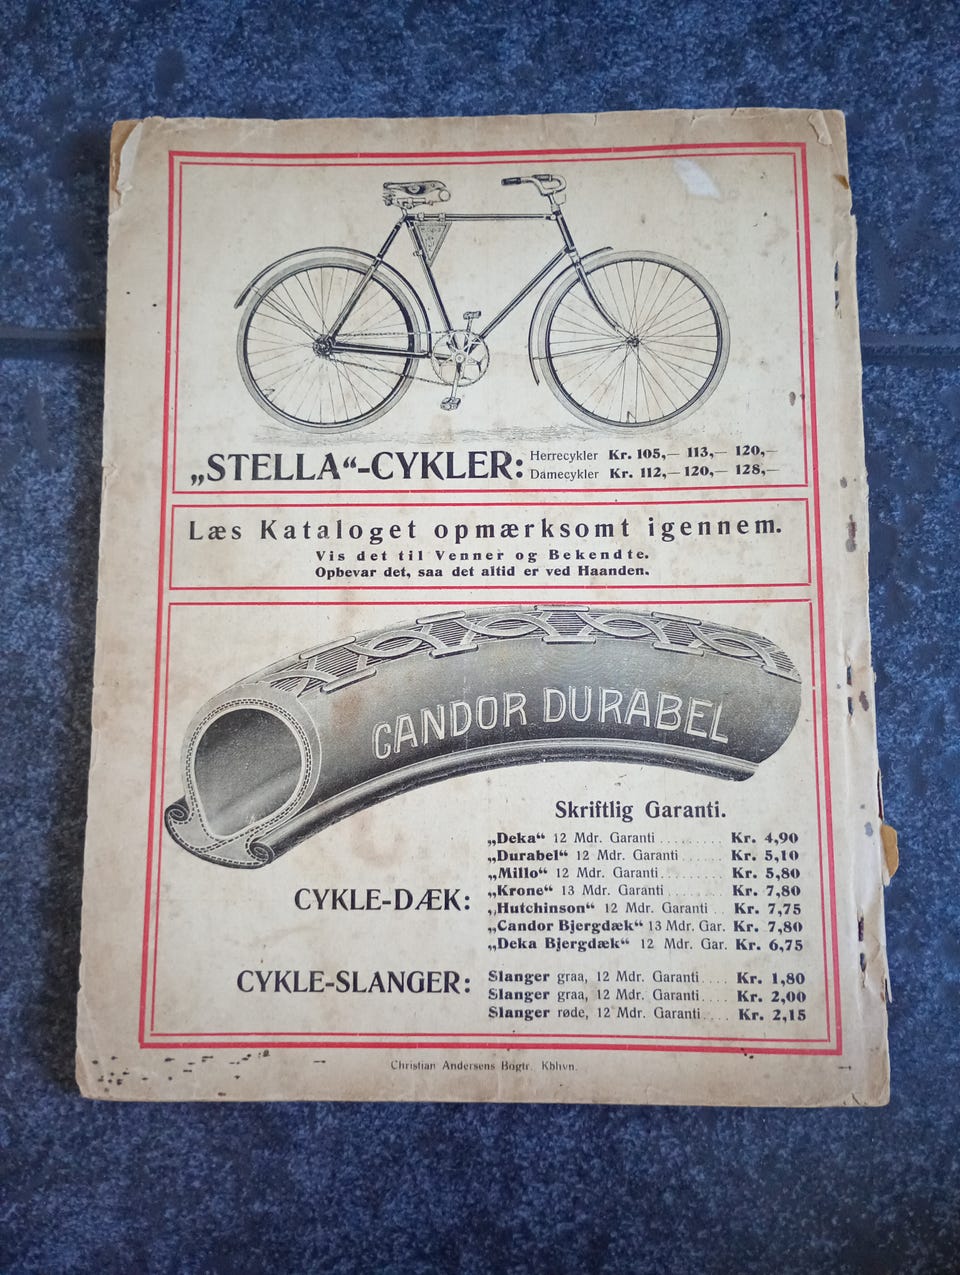 „STELLA“-CYKLER:
Herrecykler Kr. 105,— 113,— 120,—
Damecykler Kr. 112,— 120,— 128,—
Læs Kataloget opmærksomt igennem.
Vis det til Venner og Bekendte.
Opbevar det, saa det altid er ved Haanden.
CANDOR DURABEL
Skriftlig Garanti.
CYKLE-DÆK:
„Deka“ 12 Mdr. Garanti ........ Kr. 4,90
„Durabel“ 12 Mdr. Garanti ...... Kr. 5,10
„Millo“ 12 Mdr. Garanti ........ Kr. 5,80
„Krone“ 13 Mdr. Garanti ........ Kr. 7,80
„Hutchinson“ 12 Mdr. Garanti .. Kr. 7,75
„Candor Bjergdæk“ 13 Mdr. Gar. Kr. 7,80
„Deka Bjergdæk“ 12 Mdr. Gar. Kr. 6,75
CYKLE-SLANGER:
Slanger graa, 12 Mdr. Garanti .... Kr. 1,80
Slanger graa, 12 Mdr. Garanti .... Kr. 2,00
Slanger røde, 12 Mdr. Garanti .... Kr. 2,15
Christian Andersens Bogtr. Kbhvn.